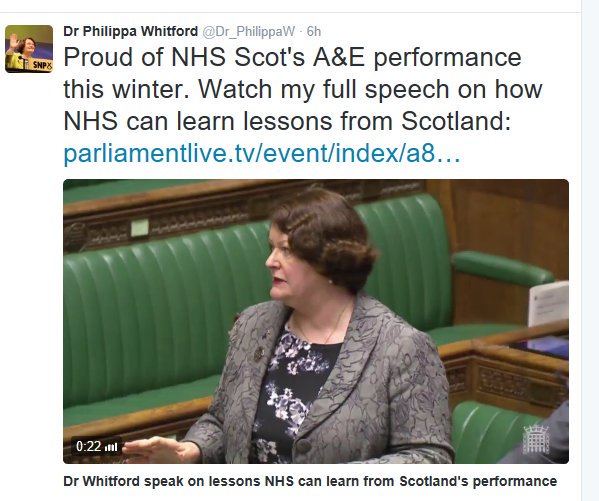 Dr Philippa Whitford @Dr_PhilippaW · 6h
Proud of NHS Scot's A&E performance
this winter. Watch my full speech on how
NHS can learn lessons from Scotland:
parliamentlive.tv/event/index/a8…
SNP
0:22
Dr Whitford speak on lessons NHS can learn from Scotland's performance